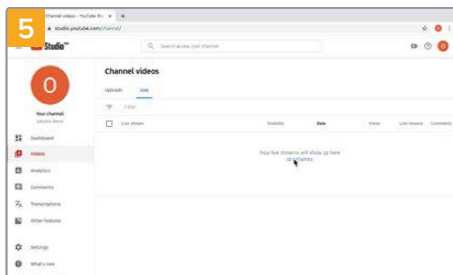 5
Channel videos - YouTube St
studio.youtube.com/channel/
Studio
Search across your channel
O
Channel videos
Uploads Live
O
Filter
Your channel
Live stream Visibility Date Views Live viewers Comments
Dashboard
Your live streams will show up here
GET STARTED
Videos
Analytics
Comments
Transcriptions
Other features
Settings
What's new